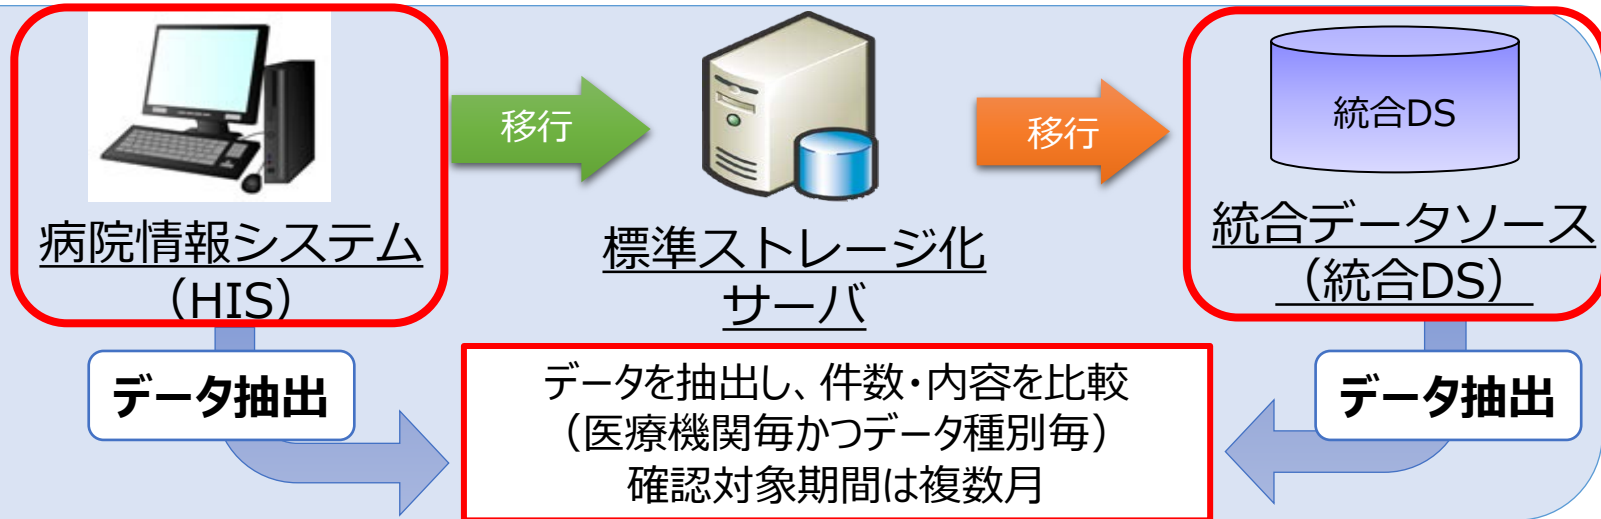 移行
移行
統合DS
病院情報システム
（HIS）
標準ストレージ化
サーバ
統合データソース
（統合DS）
データ抽出
データを抽出し、件数・内容を比較
（医療機関毎かつデータ種別毎）
確認対象期間は複数月
データ抽出